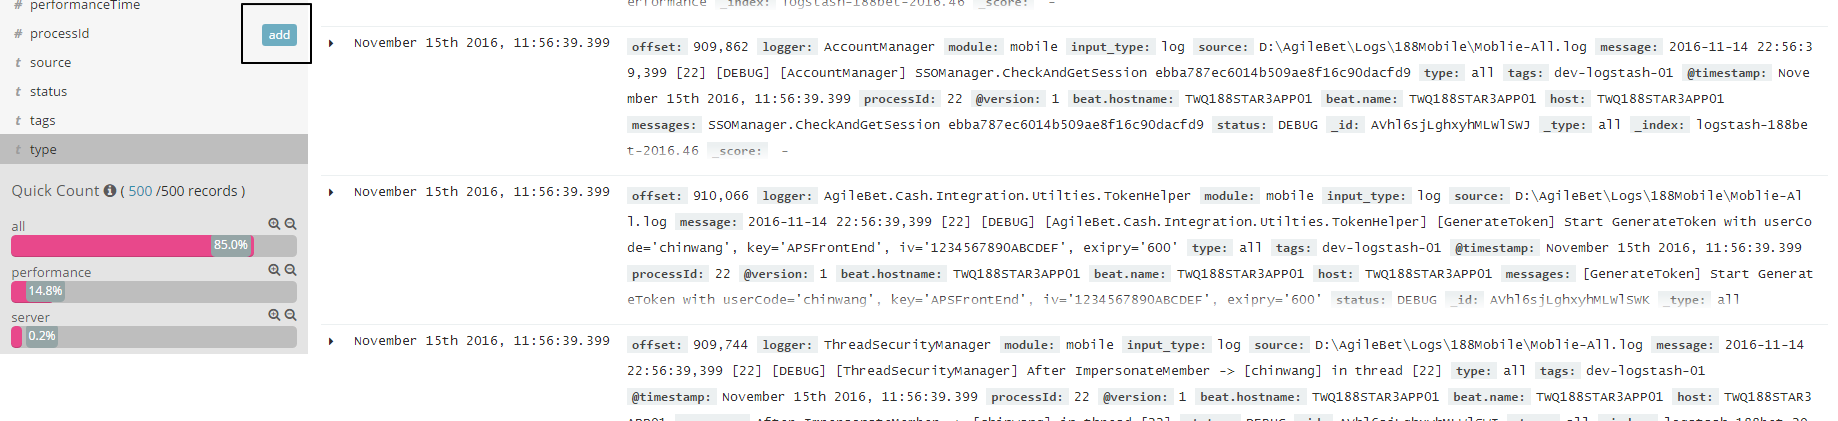 # performanceTime
# processId
add
t source
t status
t tags
t type
Quick Count ( 500 /500 records )
all
85.0%
performance
14.8%
server
0.2%
erformance _index: logstash-188bet-2016.46 _score: -
November 15th 2016, 11:56:39.399
offset: 909,862 logger: AccountManager module: mobile input_type: log source: D:\AgileBet\Logs\188Mobile\Moblie-All.log message: 2016-11-14 22:56:3
9,399 [22] [DEBUG] [AccountManager] SSOManager.CheckAndGetSession ebba787ec6014b509ae8f16c90dacfd9 type: all tags: dev-logstash-01 @timestamp: Nove
mber 15th 2016, 11:56:39.399 processId: 22 @version: 1 beat.hostname: TWQ188STAR3APP01 beat.name: TWQ188STAR3APP01 host: TWQ188STAR3APP01
messages: SSOManager.CheckAndGetSession ebba787ec6014b509ae8f16c90dacfd9 status: DEBUG _id: AVhl6sjLghxyhMLWlSWJ _type: all _index: logstash-188be
t-2016.46 _score: -
November 15th 2016, 11:56:39.399
offset: 910,066 logger: AgileBet.Cash.Integration.Utilties.TokenHelper module: mobile input_type: log source: D:\AgileBet\Logs\188Mobile\Moblie-Al
l.log message: 2016-11-14 22:56:39,399 [22] [DEBUG] [AgileBet.Cash.Integration.Utilties.TokenHelper] [GenerateToken] Start GenerateToken with userCo
de='chinwang', key='APSFrontEnd', iv='1234567890ABCDEF', exipry='600' type: all tags: dev-logstash-01 @timestamp: November 15th 2016, 11:56:39.399
processId: 22 @version: 1 beat.hostname: TWQ188STAR3APP01 beat.name: TWQ188STAR3APP01 host: TWQ188STAR3APP01 messages: [GenerateToken] Start Generat
eToken with userCode='chinwang', key='APSFrontEnd', iv='1234567890ABCDEF', exipry='600' status: DEBUG _id: AVhl6sjLghxyhMLWlSWK _type: all
November 15th 2016, 11:56:39.399
offset: 909,744 logger: ThreadSecurityManager module: mobile input_type: log source: D:\AgileBet\Logs\188Mobile\Moblie-All.log message: 2016-11-14
22:56:39,399 [22] [DEBUG] [ThreadSecurityManager] After ImpersonateMember -> [chinwang] in thread [22] type: all tags: dev-logstash-01
@timestamp: November 15th 2016, 11:56:39.399 processId: 22 @version: 1 beat.hostname: TWQ188STAR3APP01 beat.name: TWQ188STAR3APP01 host: TWQ188STAR3